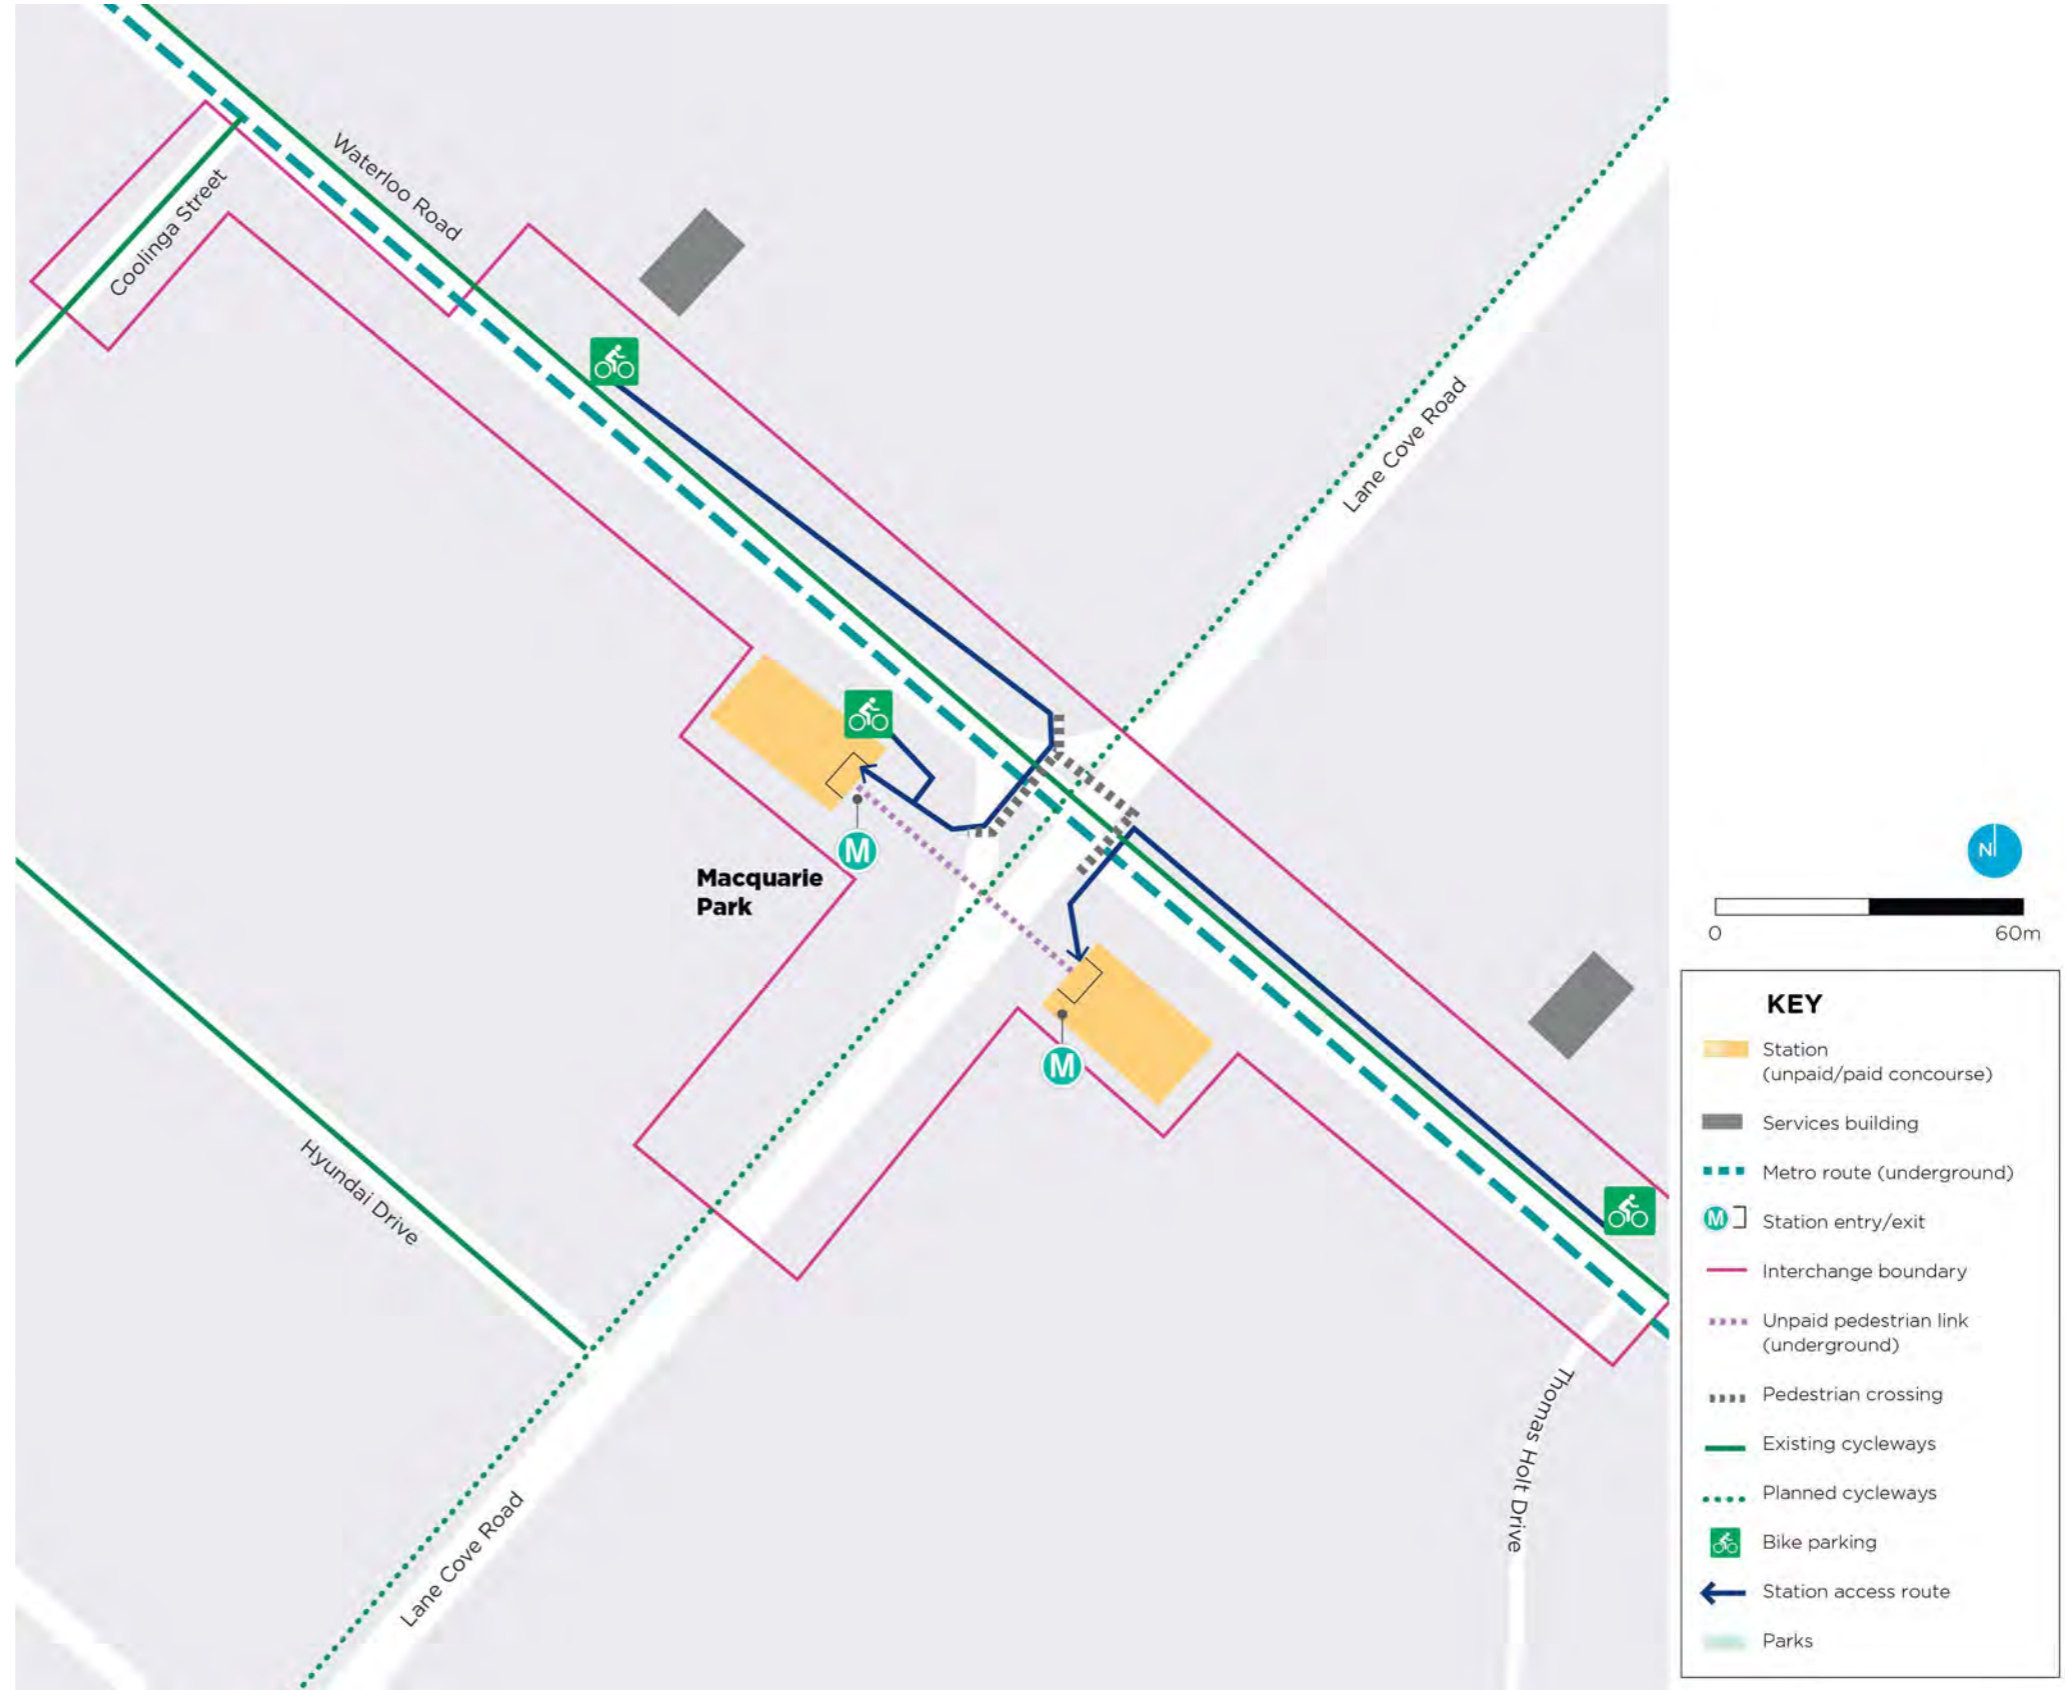 Waterloo Road
Coolinga Street
Lane Cove Road
M
Macquarie
Park
M
Hyundai Drive
Lane Cove Road
Thomas Holt Drive
N
0 60m
KEY
Station
(unpaid/paid concourse)
Services building
Metro route (underground)
M Station entry/exit
Interchange boundary
Unpaid pedestrian link
(underground)
Pedestrian crossing
Existing cycleways
Planned cycleways
Bike parking
Station access route
Parks